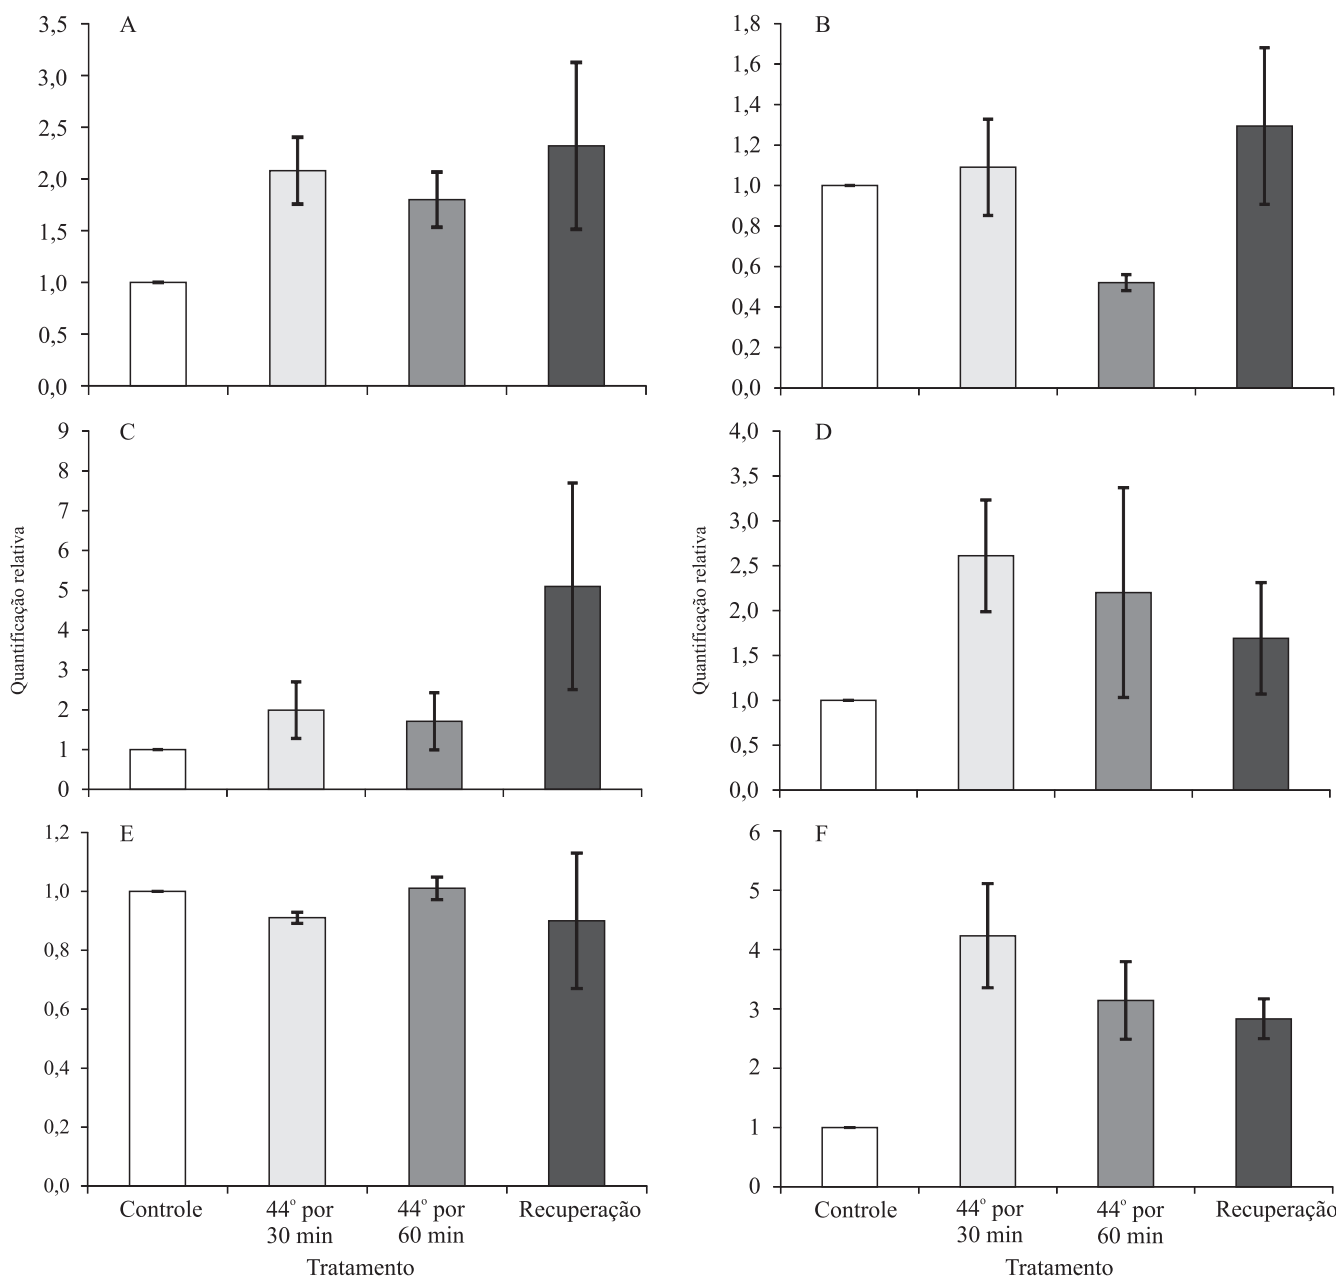 A
3,5
3,0
2,5
2,0
1,5
1,0
0,5
0,0
B
1,8
1,6
1,4
1,2
1,0
0,8
0,6
0,4
0,2
0,0
C
9
8
7
6
5
4
3
2
1
0
Quantificação relativa
D
4,0
3,5
3,0
2,5
2,0
1,5
1,0
0,5
0,0
Quantificação relativa
E
1,2
1,0
0,8
0,6
0,4
0,2
0,0
Controle
44º por
30 min
44º por
60 min
Recuperação
Tratamento
F
6
5
4
3
2
1
0
Controle
44º por
30 min
44º por
60 min
Recuperação
Tratamento